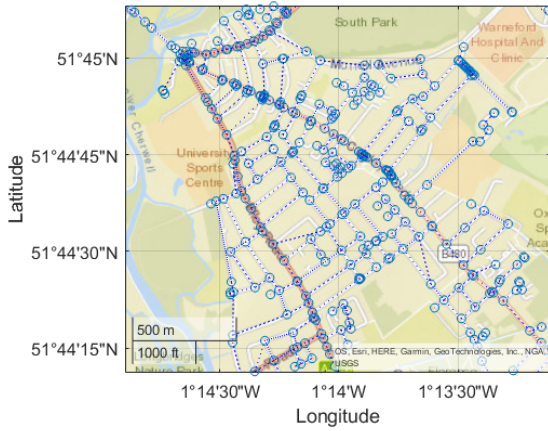 South Park
Warneford
Hospital And
Clinic
51°45'N
Latitude
51°44'45"N
University
Sports
Centre
51°44'30"N
B480
500 m
1000 ft
51°44'15"N
Nature Park
OS, Esri, HERE, Garmin, GeoTechnologies, Inc., NGA,
USGS
1°14'30"W
1°14'W
1°13'30"W
Longitude